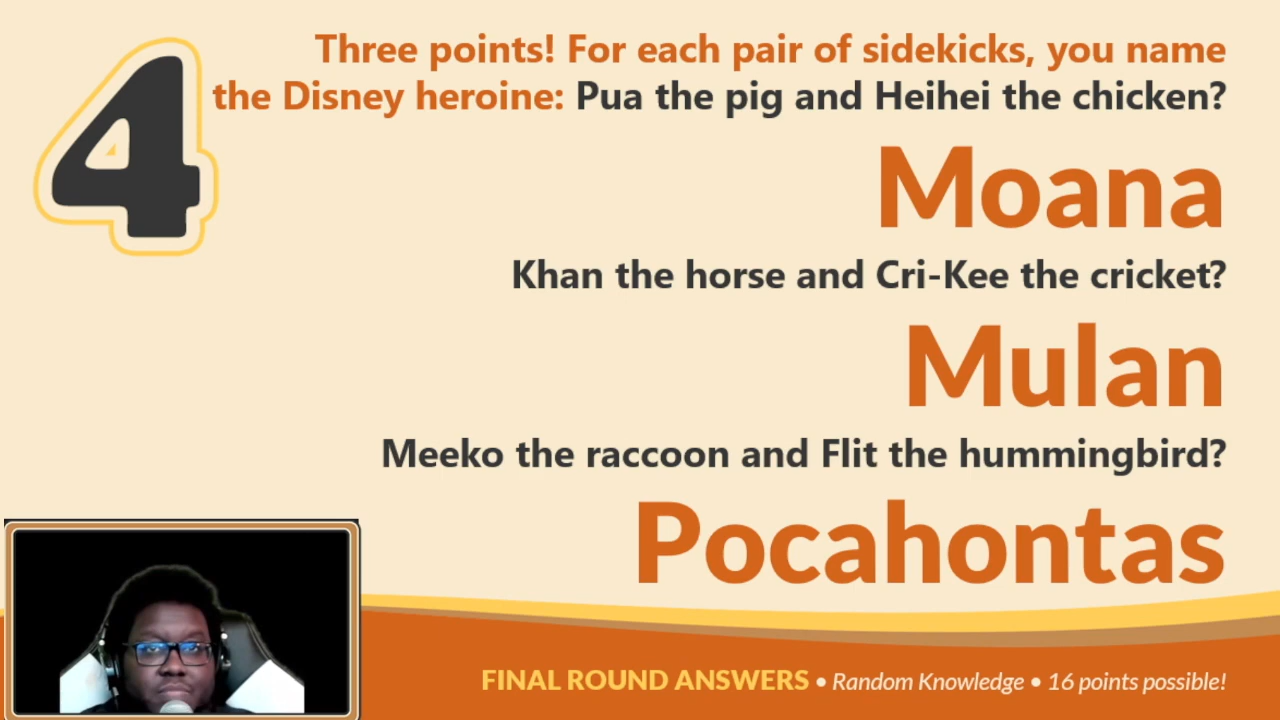 4
Three points! For each pair of sidekicks, you name
the Disney heroine: Pua the pig and Heihei the chicken?
Moana
Khan the horse and Cri-Kee the cricket?
Mulan
Meeko the raccoon and Flit the hummingbird?
Pocahontas
FINAL ROUND ANSWERS • Random Knowledge • 16 points possible!